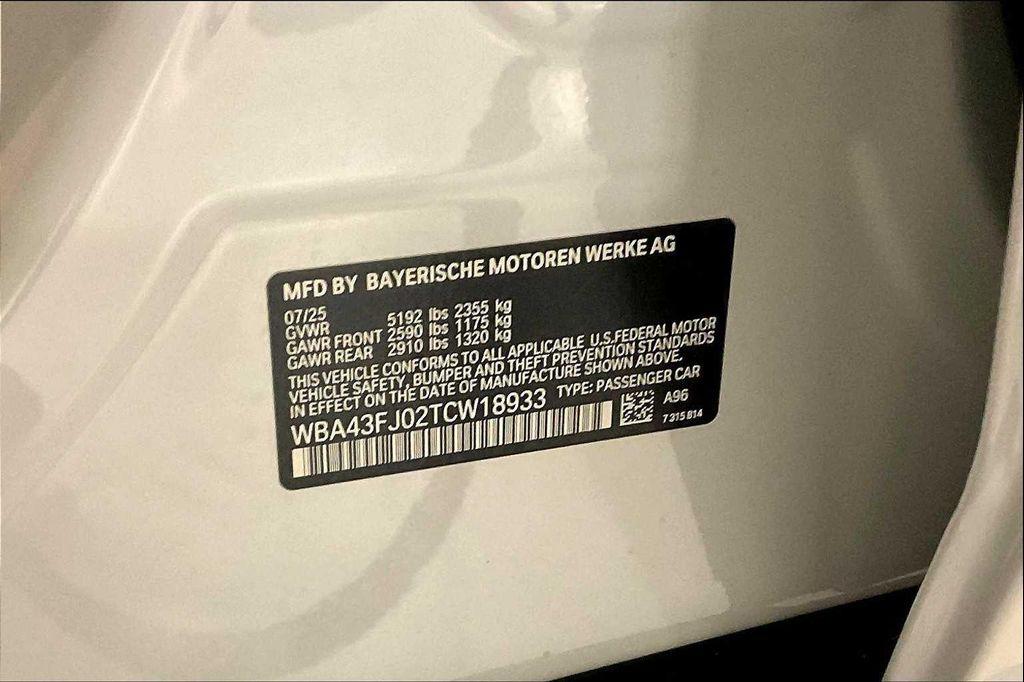 MFD BY BAYERISCHE MOTOREN WERKE AG
07/25
GVWR 5192 lbs 2355 kg
GAWR FRONT 2590 lbs 1175 kg
GAWR REAR 2910 lbs 1320 kg
THIS VEHICLE CONFORMS TO ALL APPLICABLE U.S.FEDERAL MOTOR
VEHICLE SAFETY, BUMPER AND THEFT PREVENTION STANDARDS
IN EFFECT ON THE DATE OF MANUFACTURE SHOWN ABOVE.
WBA43FJ02TCW18933 TYPE: PASSENGER CAR
A96
7 315 814